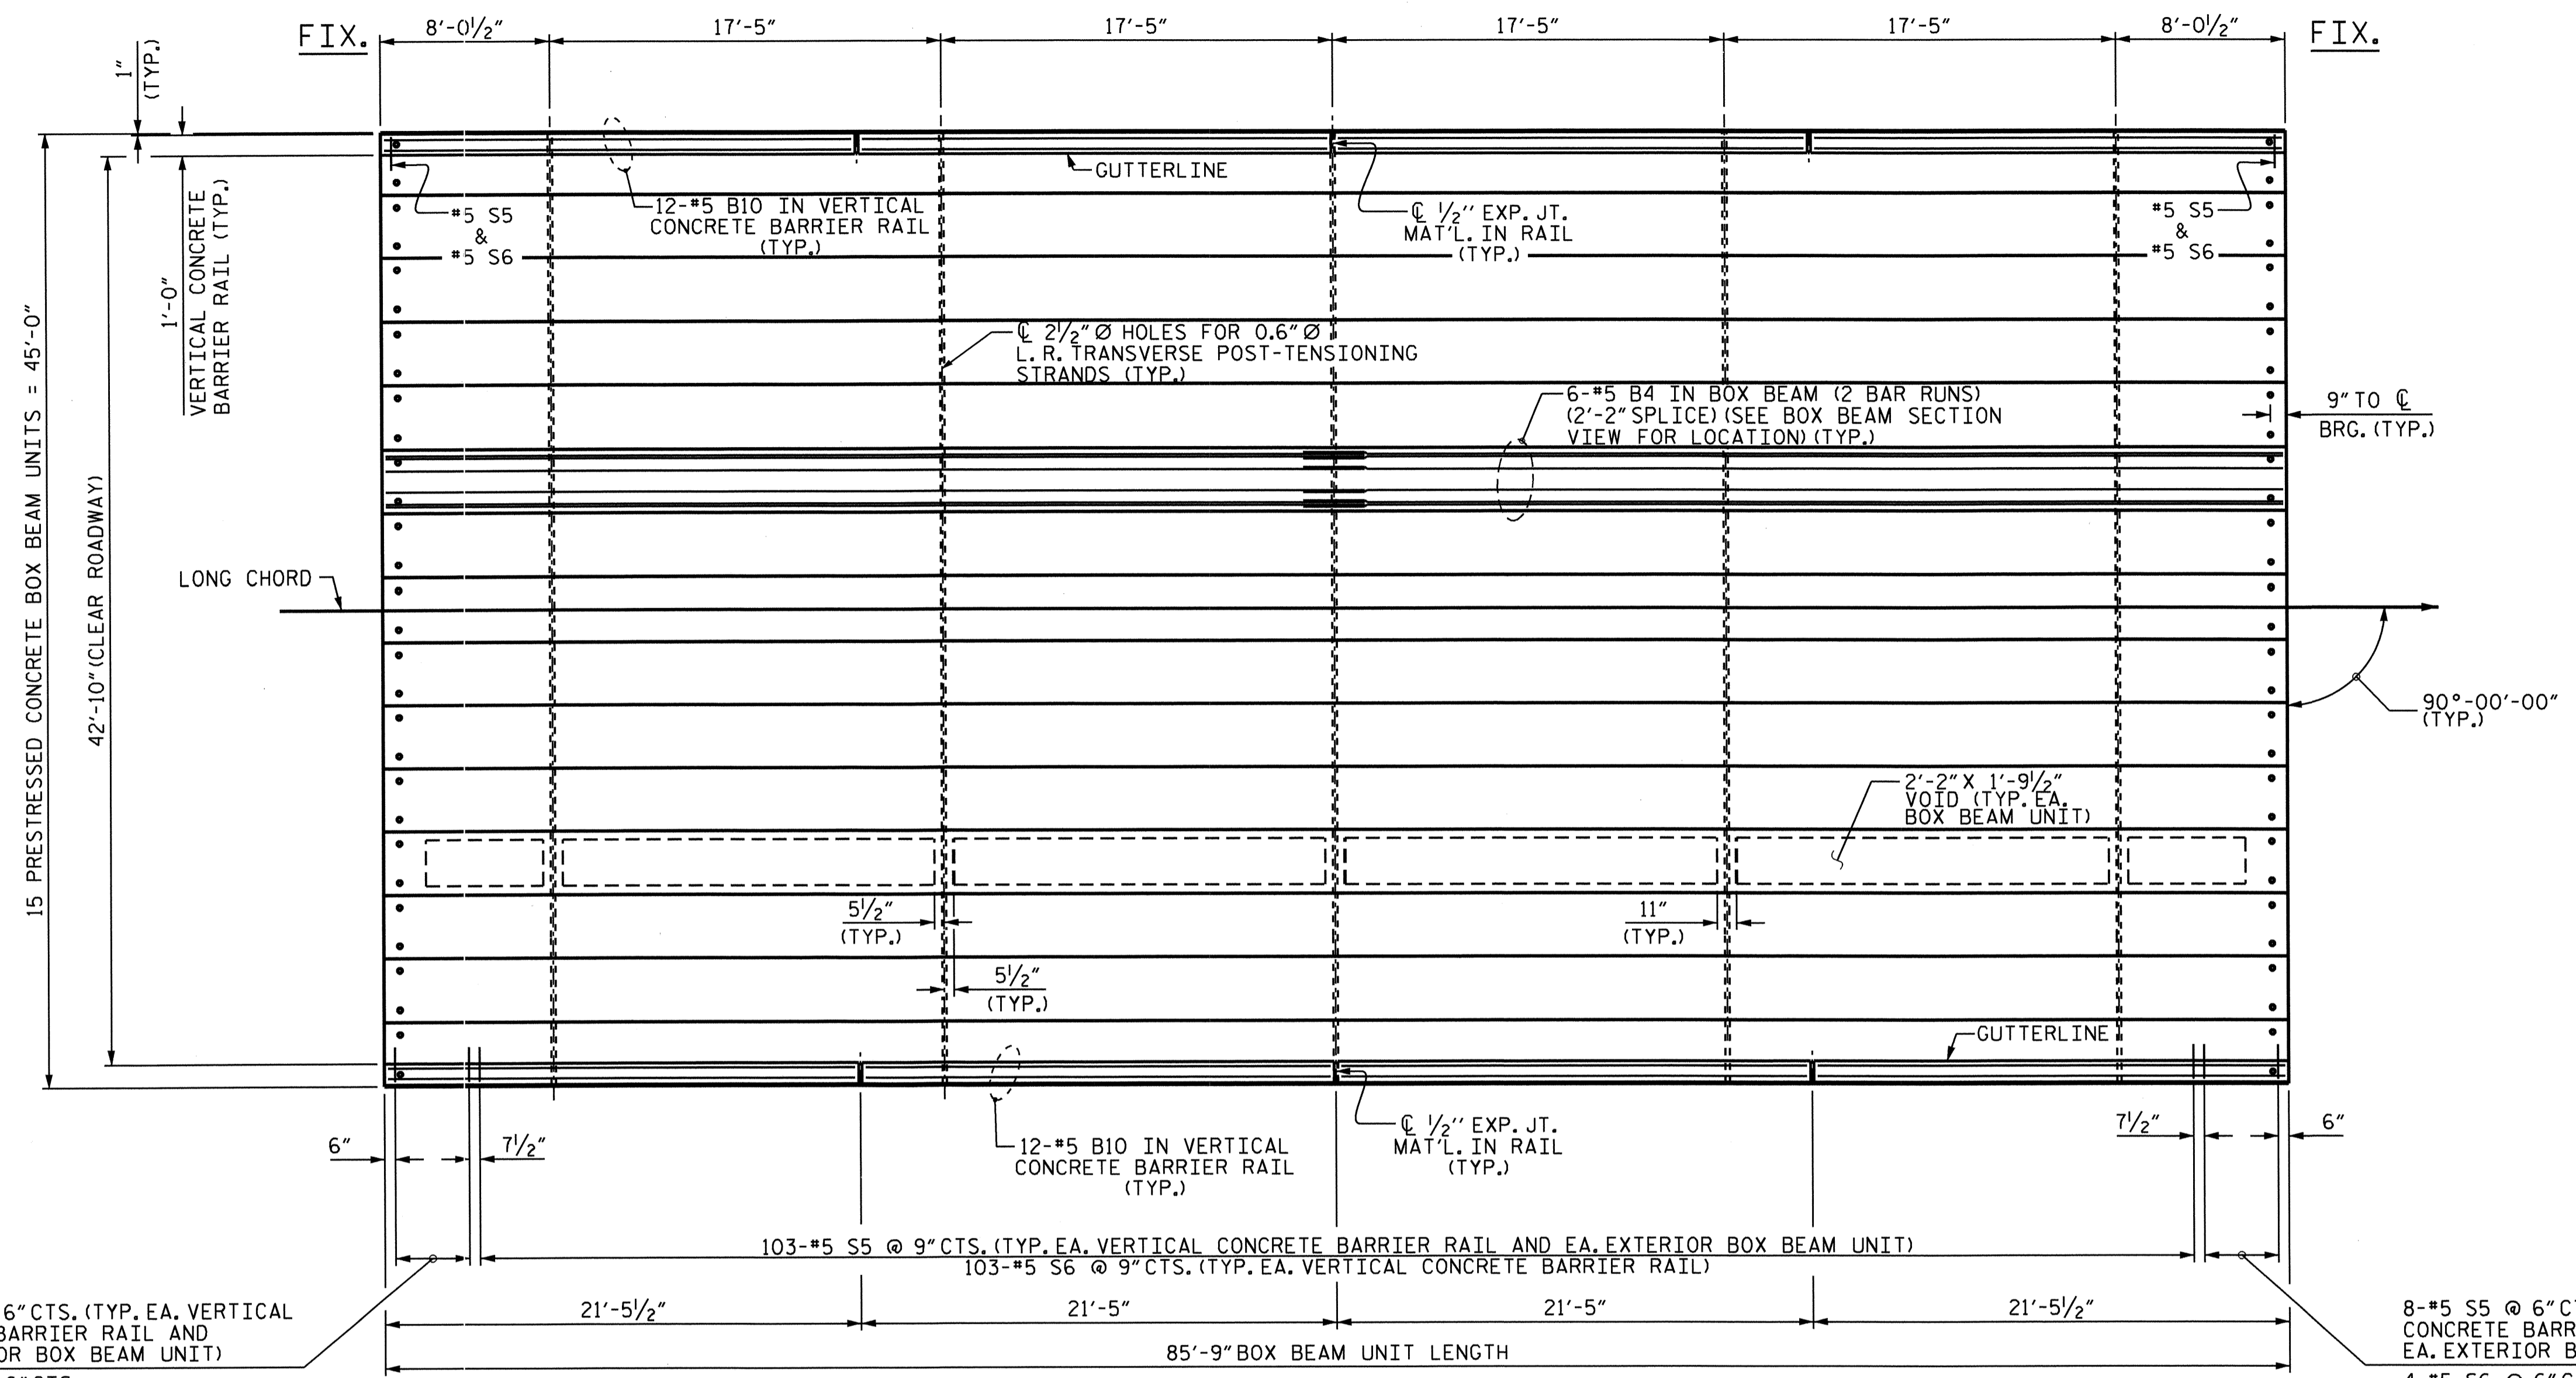 FIX.
8'-0½"
17'-5"
17'-5"
17'-5"
17'-5"
8'-0½"
FIX.
1"
(TYP.)
1'-0"
VERTICAL CONCRETE
BARRIER RAIL (TYP.)
15 PRESTRESSED CONCRETE BOX BEAM UNITS = 45'-0"
42'-10" (CLEAR ROADWAY)
GUTTERLINE
#5 S5
&
#5 S6
12-#5 B10 IN VERTICAL
CONCRETE BARRIER RAIL
(TYP.)
℄ ½" EXP. JT.
MAT'L. IN RAIL
(TYP.)
#5 S5
&
#5 S6
℄ 2½" Ø HOLES FOR 0.6" Ø
L.R. TRANSVERSE POST-TENSIONING
STRANDS (TYP.)
6-#5 B4 IN BOX BEAM (2 BAR RUNS)
(2'-2" SPLICE) (SEE BOX BEAM SECTION
VIEW FOR LOCATION) (TYP.)
9" TO ℄
BRG. (TYP.)
LONG CHORD
90°-00'-00"
(TYP.)
2'-2" X 1'-9½"
VOID (TYP. EA.
BOX BEAM UNIT)
5½"
(TYP.)
11"
(TYP.)
5½"
(TYP.)
GUTTERLINE
6"
7½"
12-#5 B10 IN VERTICAL
CONCRETE BARRIER RAIL
(TYP.)
℄ ½" EXP. JT.
MAT'L. IN RAIL
(TYP.)
7½"
6"
103-#5 S5 @ 9" CTS. (TYP. EA. VERTICAL CONCRETE BARRIER RAIL AND EA. EXTERIOR BOX BEAM UNIT)
103-#5 S6 @ 9" CTS. (TYP. EA. VERTICAL CONCRETE BARRIER RAIL)
6" CTS. (TYP. EA. VERTICAL
BARRIER RAIL AND
OR BOX BEAM UNIT)
21'-5½"
21'-5"
21'-5"
21'-5½"
85'-9" BOX BEAM UNIT LENGTH
8-#5 S5 @ 6" C
CONCRETE BARR
EA. EXTERIOR B